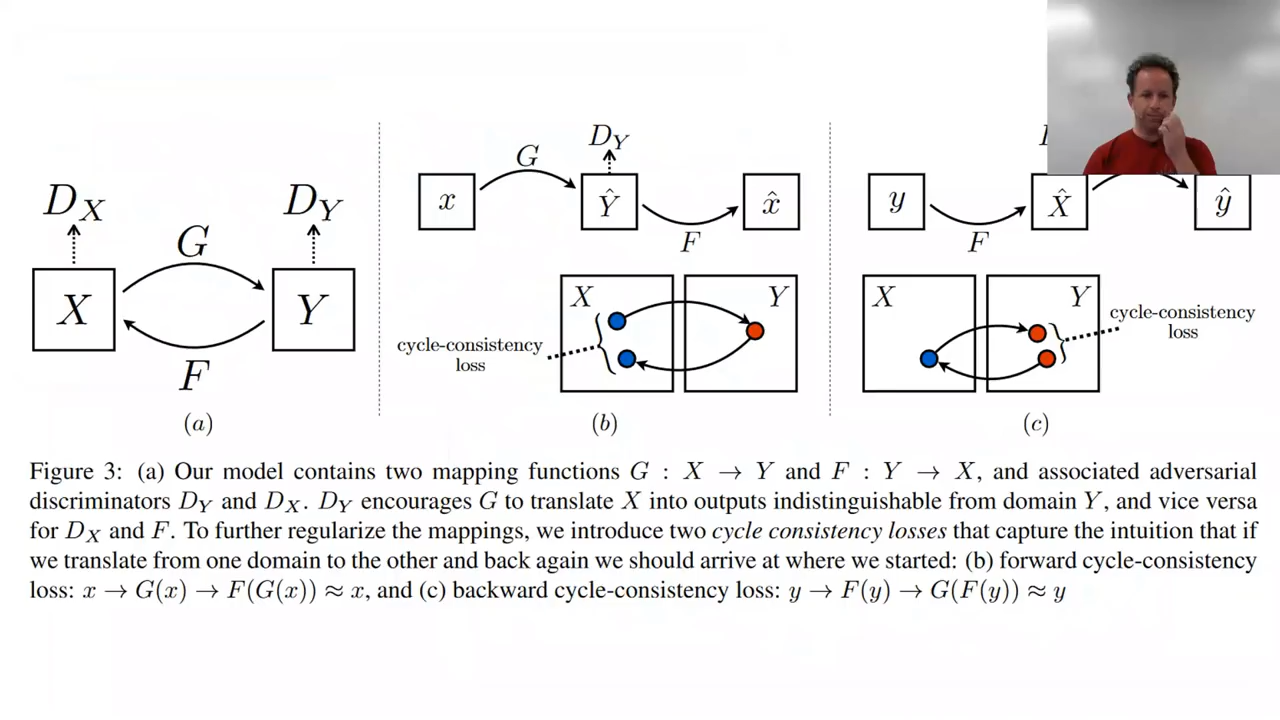 D_X
D_Y
G
X
Y
F
(a)
D_Y
G
x
Ŷ
x̂
F
X
Y
cycle-consistency
loss
(b)
y
X̂
ŷ
F
X
Y
cycle-consistency
loss
(c)
Figure 3: (a) Our model contains two mapping functions G : X → Y and F : Y → X, and associated adversarial
discriminators D_Y and D_X. D_Y encourages G to translate X into outputs indistinguishable from domain Y, and vice versa
for D_X and F. To further regularize the mappings, we introduce two cycle consistency losses that capture the intuition that if
we translate from one domain to the other and back again we should arrive at where we started: (b) forward cycle-consistency
loss: x → G(x) → F(G(x)) ≈ x, and (c) backward cycle-consistency loss: y → F(y) → G(F(y)) ≈ y